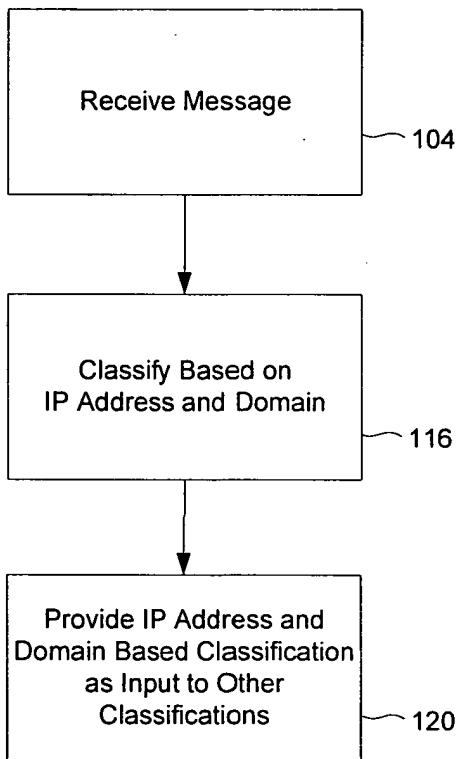 Receive Message
104
Classify Based on
IP Address and Domain
116
Provide IP Address and
Domain Based Classification
as Input to Other
Classifications
120